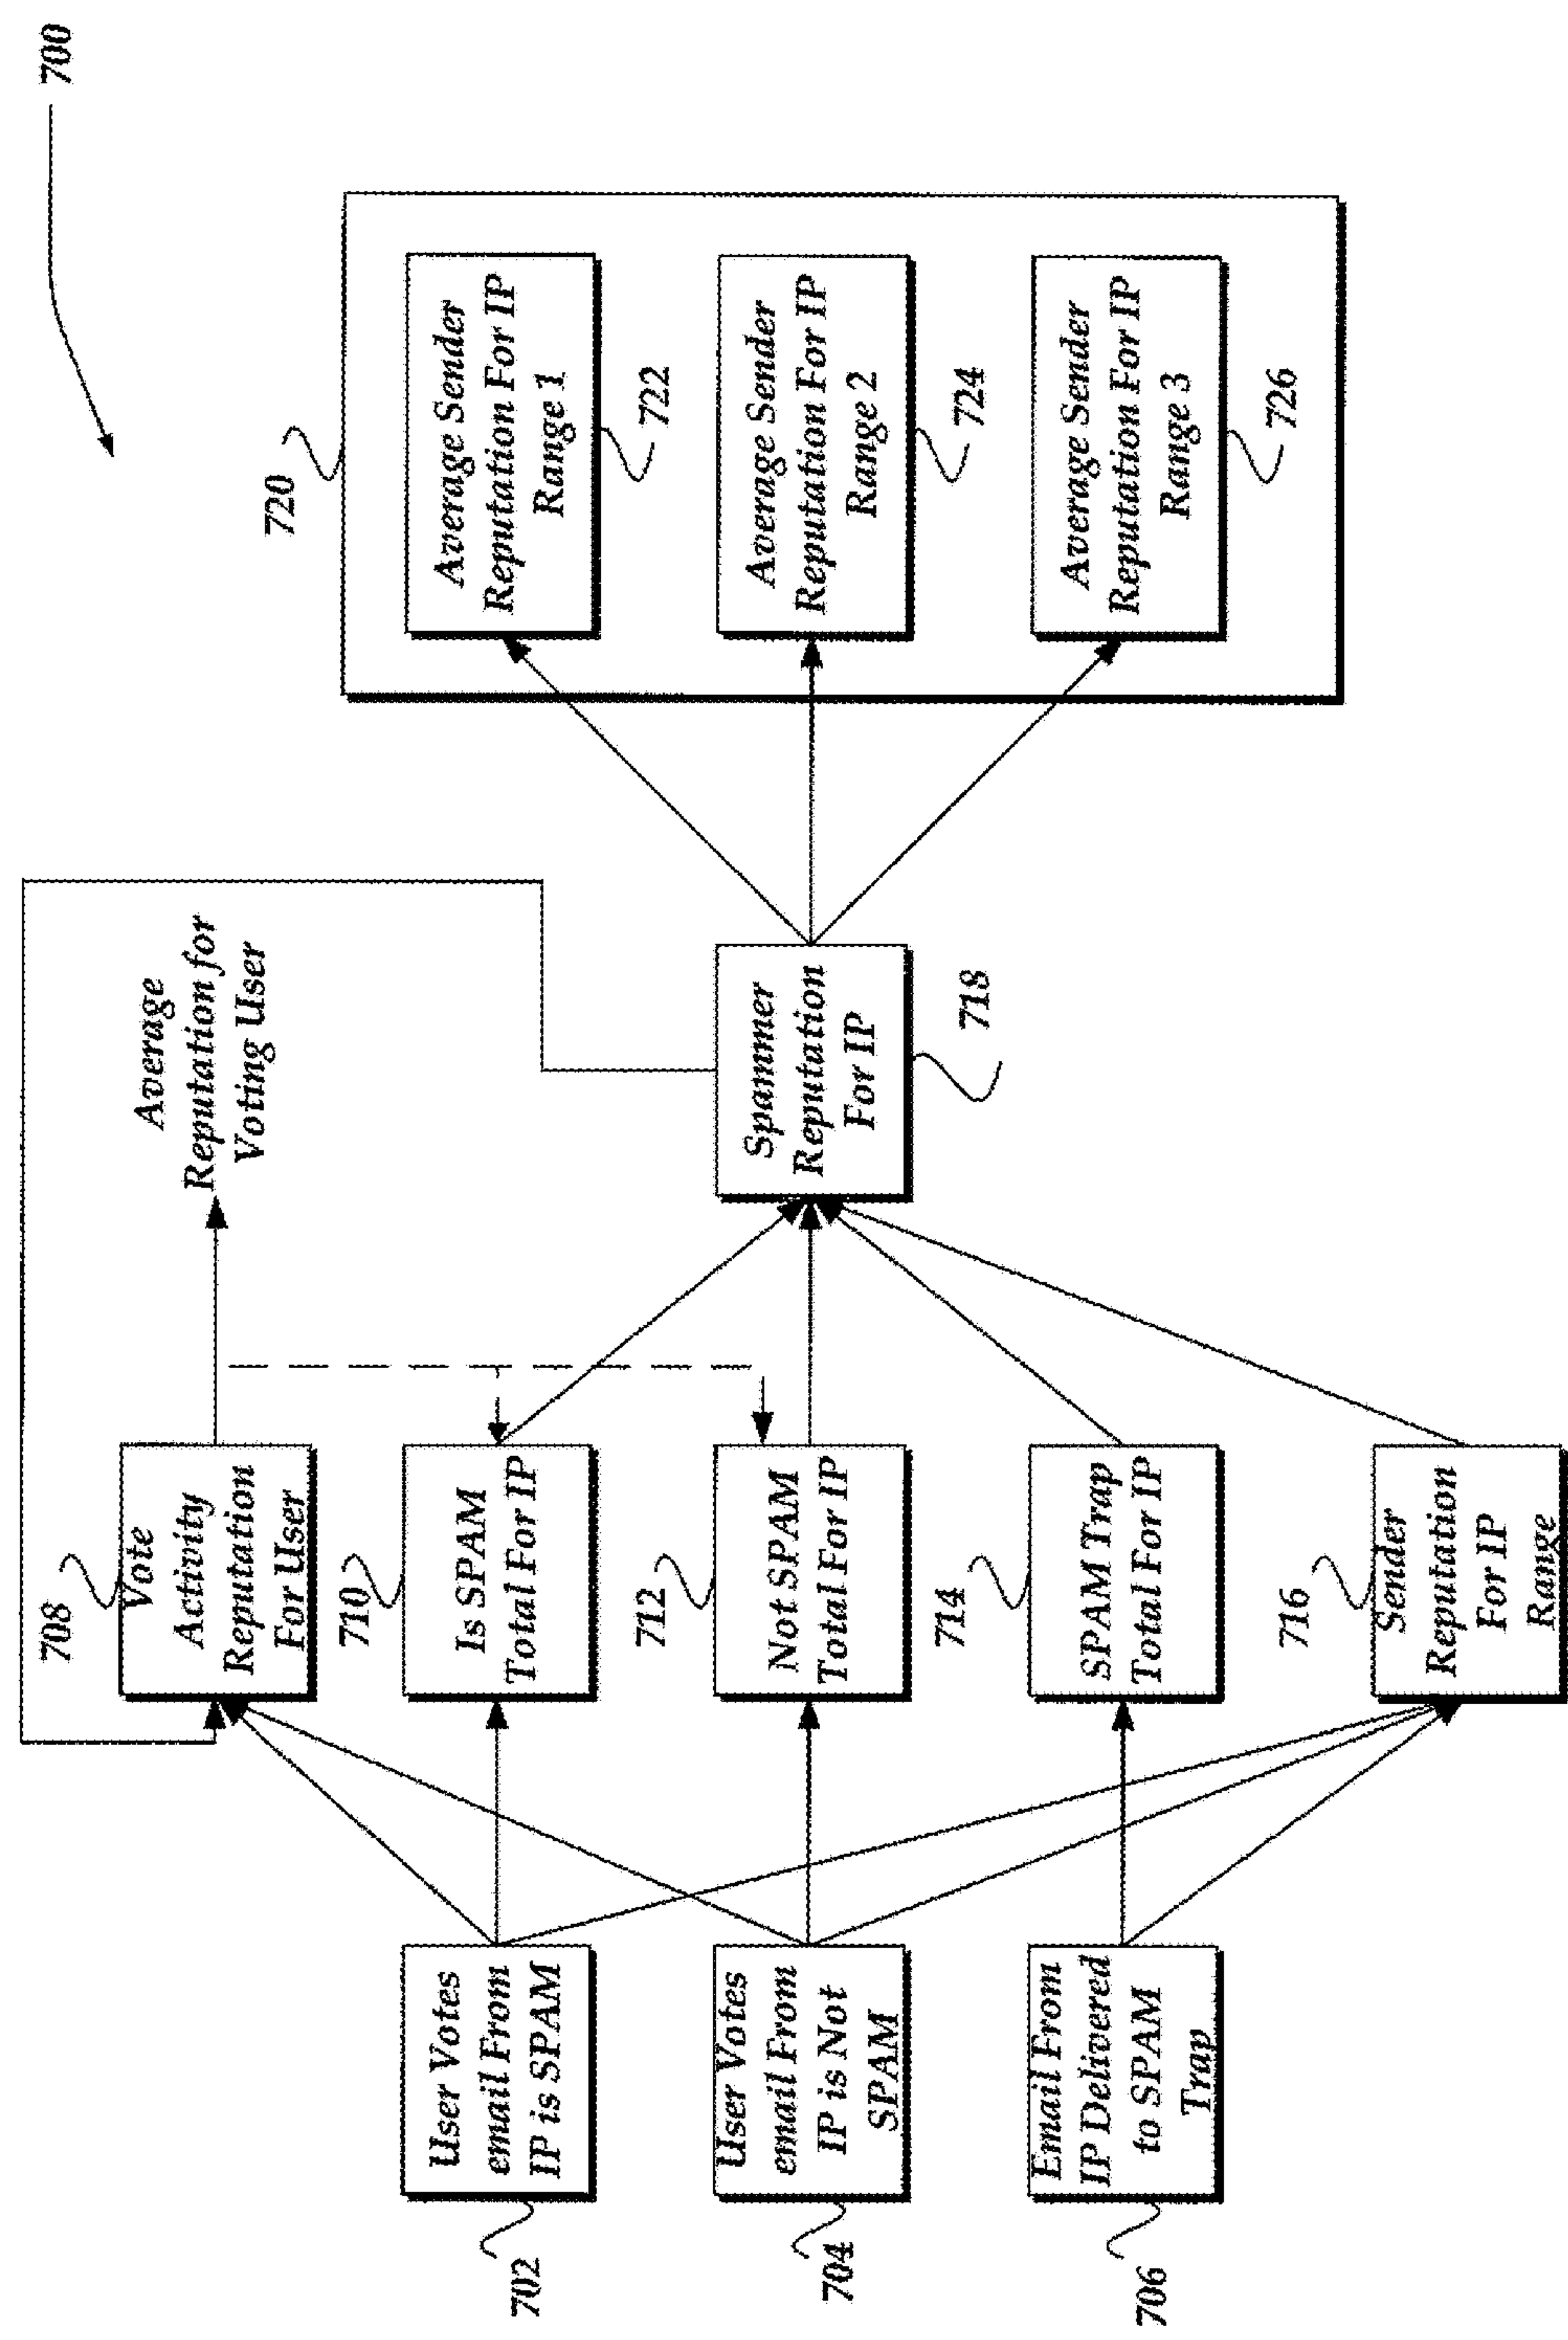 700
720
Average Sender
Reputation For IP
Range 1
722
Average Sender
Reputation For IP
Range 2
724
Average Sender
Reputation For IP
Range 3
726
Average
Reputation for
Voting User
Spammer
Reputation
For IP
718
708
Vote
Activity
Reputation
For User
710
Is SPAM
Total For IP
712
Not SPAM
Total For IP
714
SPAM Trap
Total For IP
716
Sender
Reputation
For IP
Range
702
User Votes
email From
IP is SPAM
704
User Votes
email From
IP is Not
SPAM
706
Email From
IP Delivered
to SPAM
Trap